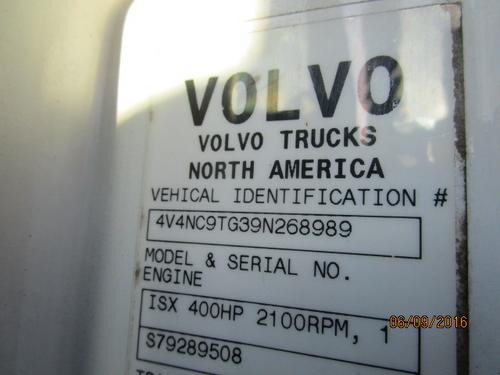 VOLVO
VOLVO TRUCKS
NORTH AMERICA
VEHICAL IDENTIFICATION #
4V4NC9TG39N268989
MODEL & SERIAL NO.
ENGINE
ISX 400HP 2100RPM, 1
S79289508
06/09/2016